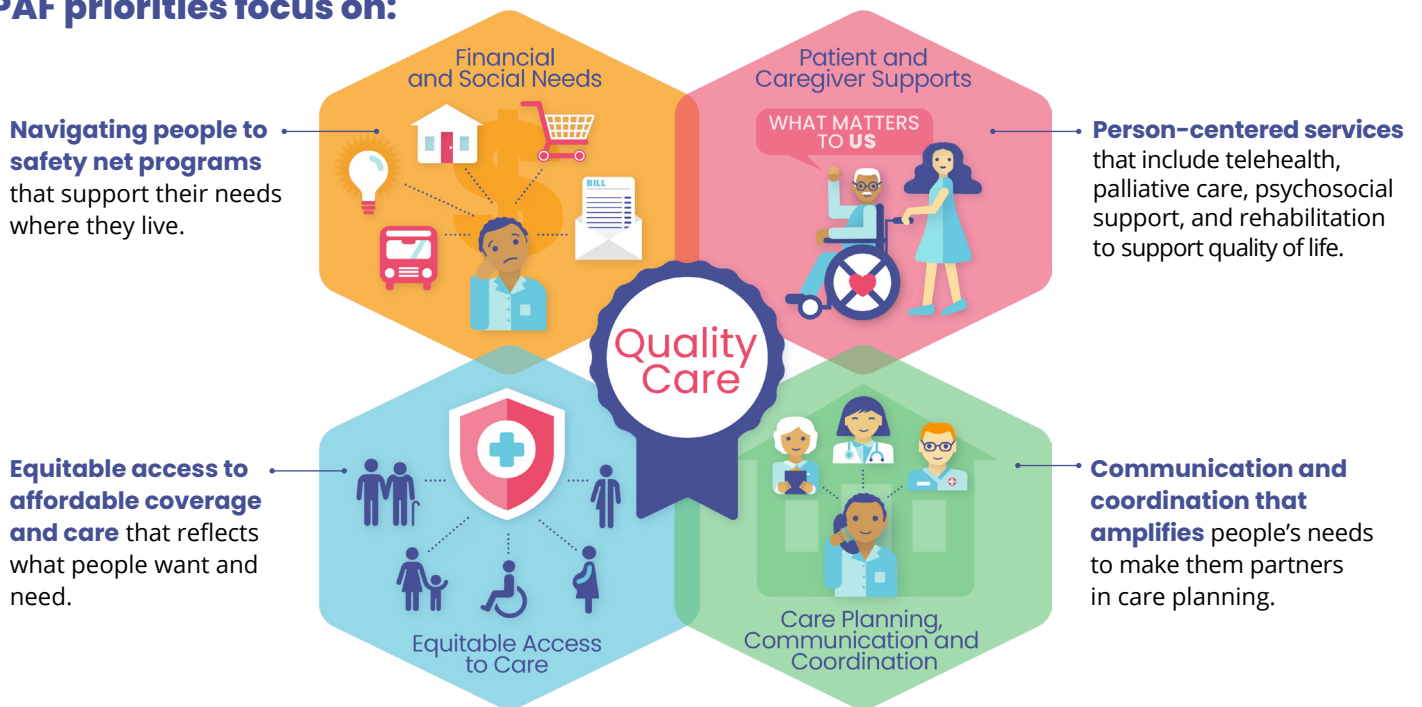 PAF priorities focus on:
Financial
and Social Needs
Patient and
Caregiver Supports
Navigating people to
safety net programs
that support their needs
where they live.
BILL
WHAT MATTERS
TO US
Person-centered services
that include telehealth,
palliative care, psychosocial
support, and rehabilitation
to support quality of life.
Quality
Care
Equitable access to
affordable coverage
and care that reflects
what people want and
need.
Equitable Access
to Care
Care Planning,
Communication and
Coordination
Communication and
coordination that
amplifies people’s needs
to make them partners
in care planning.